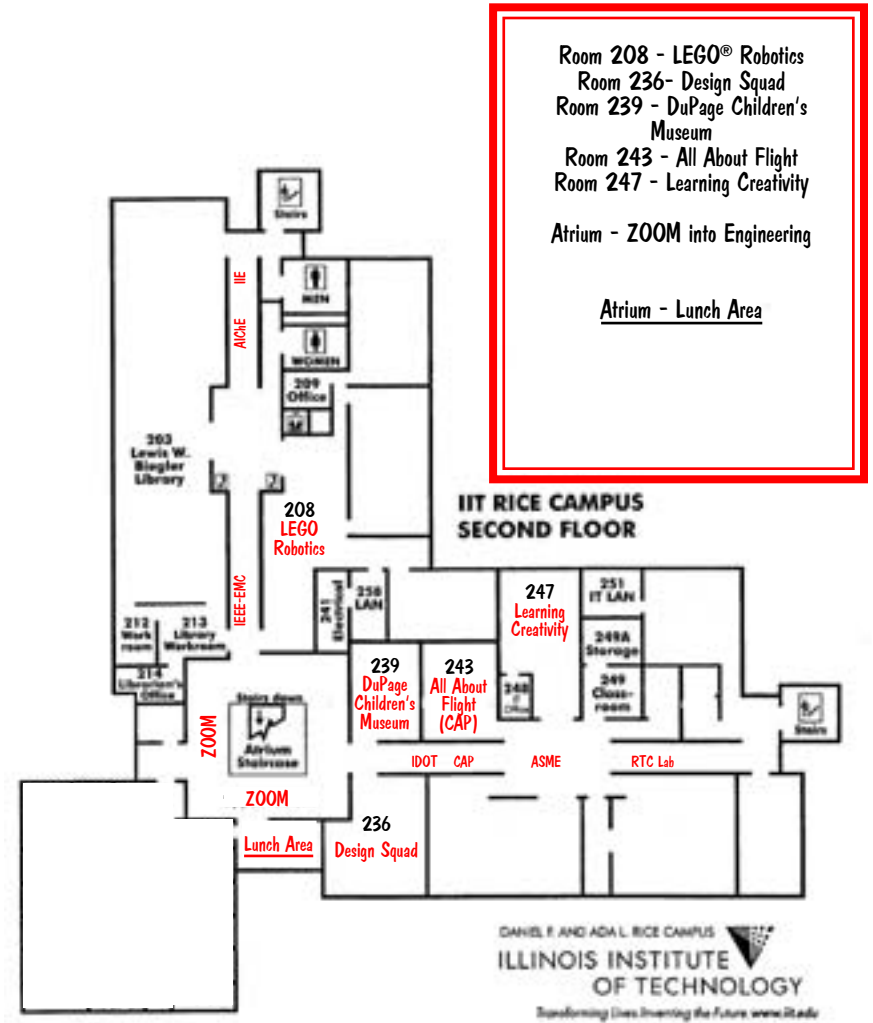 Room 208 - LEGO® Robotics
Room 236- Design Squad
Room 239 - DuPage Children's
Museum
Room 243 - All About Flight
Room 247 - Learning Creativity
Atrium - ZOOM into Engineering
Atrium - Lunch Area
Stairs
IIE
MEN
AIChE
WOMEN
209
Office
203
Lewis W.
Biegler
Library
IIT RICE CAMPUS
SECOND FLOOR
208
LEGO
Robotics
IEEE-EMC
241
Electrical
258
LAN
247
Learning
Creativity
251
IT LAN
249A
Storage
249
Class-
room
248
Office
212
Work
room
213
Library
Workroom
214
Librarian's
Office
239
DuPage
Children's
Museum
243
All About
Flight
(CAP)
Stairs down
Atrium
Staircase
ZOOM
ZOOM
Stairs
IDOT
CAP
ASME
RTC Lab
Lunch Area
236
Design Squad
DANIEL F. AND ADA L. RICE CAMPUS
ILLINOIS INSTITUTE
OF TECHNOLOGY
Transforming Lives.Inventing the Future. www.iit.edu